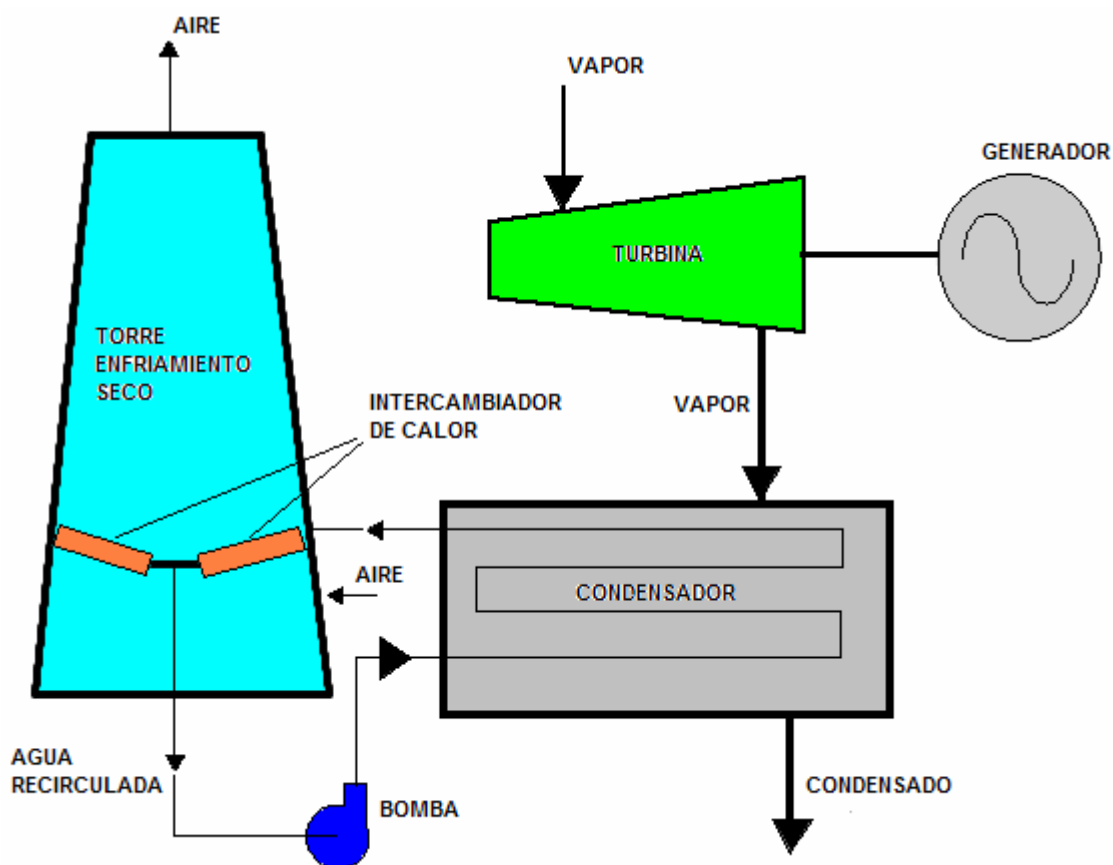 AIRE
VAPOR
GENERADOR
TURBINA
TORRE
ENFRIAMIENTO
SECO
INTERCAMBIADOR
DE CALOR
VAPOR
AIRE
CONDENSADOR
AGUA
RECIRCULADA
BOMBA
CONDENSADO